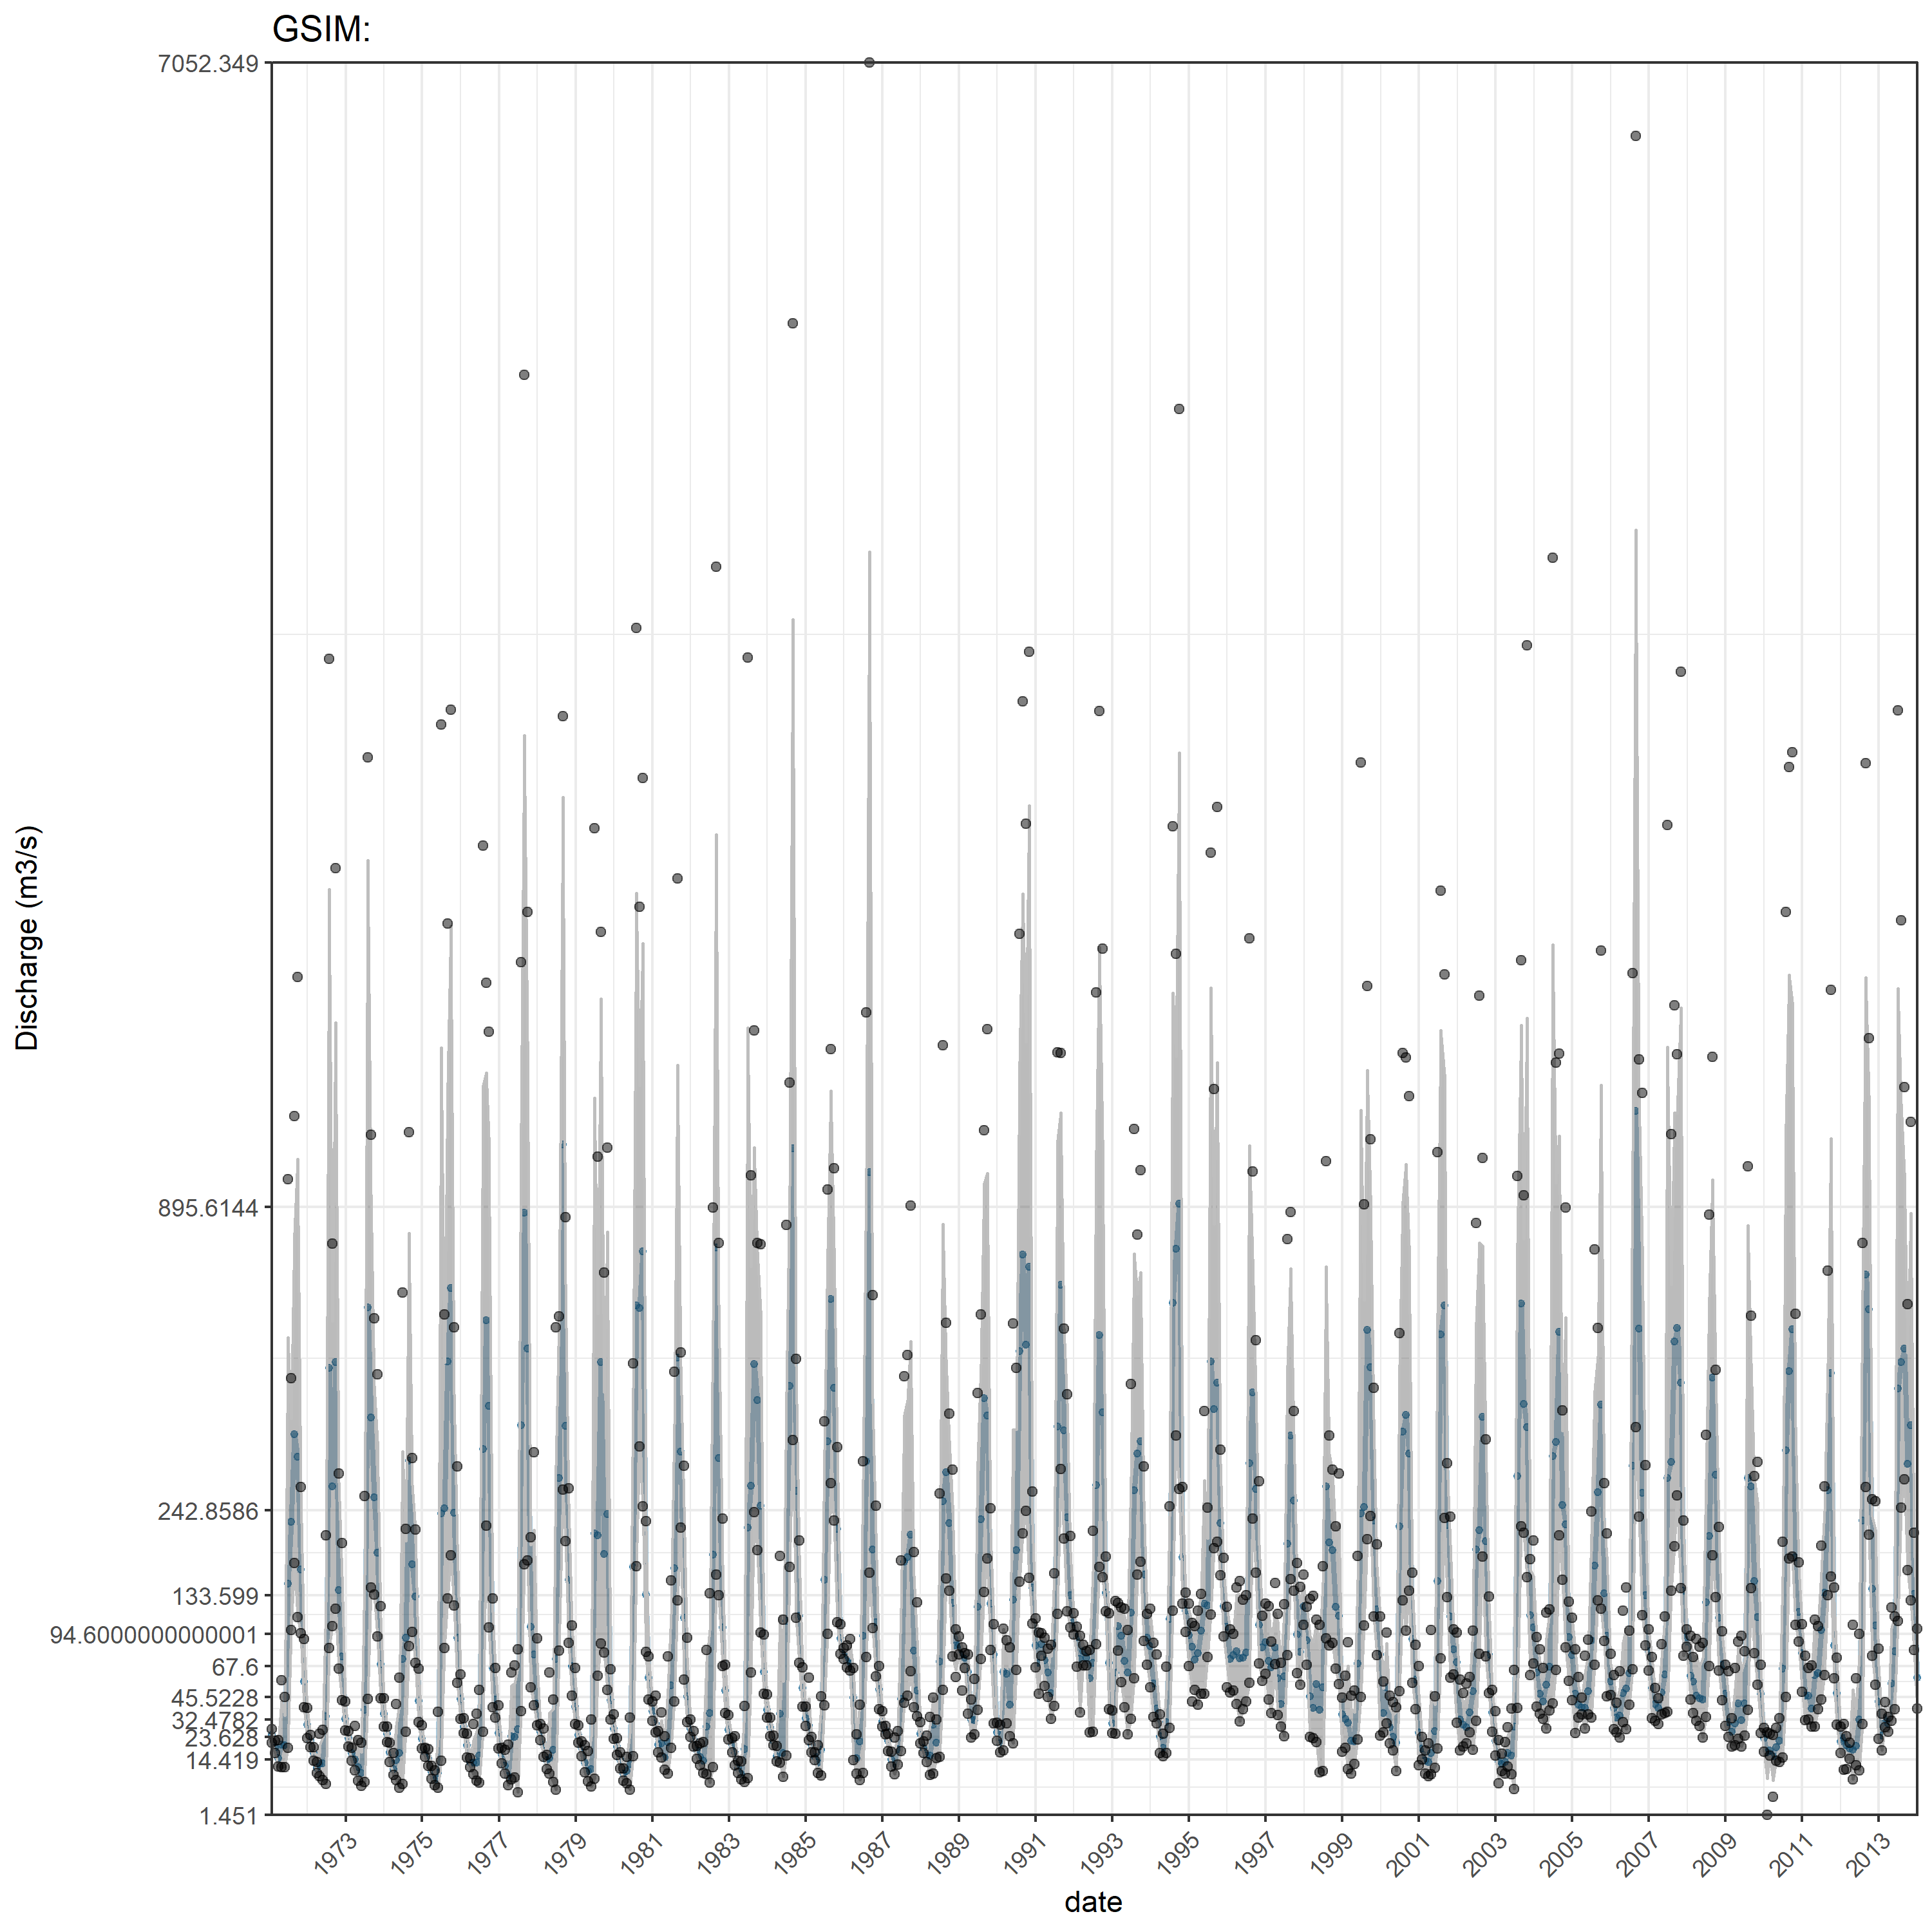 GSIM:
7052.349
895.6144
242.8586
133.599
94.6000000000001
67.6
45.5228
32.4782
23.628
14.419
1.451
Discharge (m3/s)
1973 1975 1977 1979 1981 1983 1985 1987 1989 1991 1993 1995 1997 1999 2001 2003 2005 2007 2009 2011 2013
date